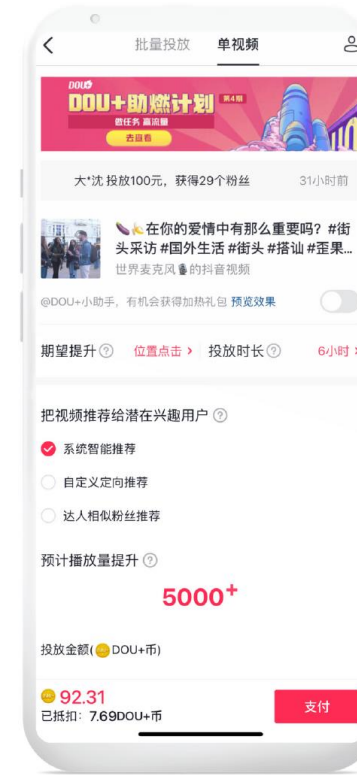 批量投放 单视频
DOU+
DOU+助燃计划 第4期
做任务 赢流量
去逛看
大*沈 投放100元，获得29个粉丝 31小时前
🍆🍌在你的爱情中有那么重要吗？#街
头采访 #国外生活 #街头 #搭讪 #歪果...
世界麦克风🎙的抖音视频
@DOU+小助手，有机会获得加热礼包 预览效果
期望提升? 位置点击 > 投放时长? 6小时 >
把视频推荐给潜在兴趣用户 ?
系统智能推荐
自定义定向推荐
达人相似粉丝推荐
预计播放量提升 ?
5000+
投放金额(DOU+币)
92.31
已抵扣：7.69DOU+币
支付